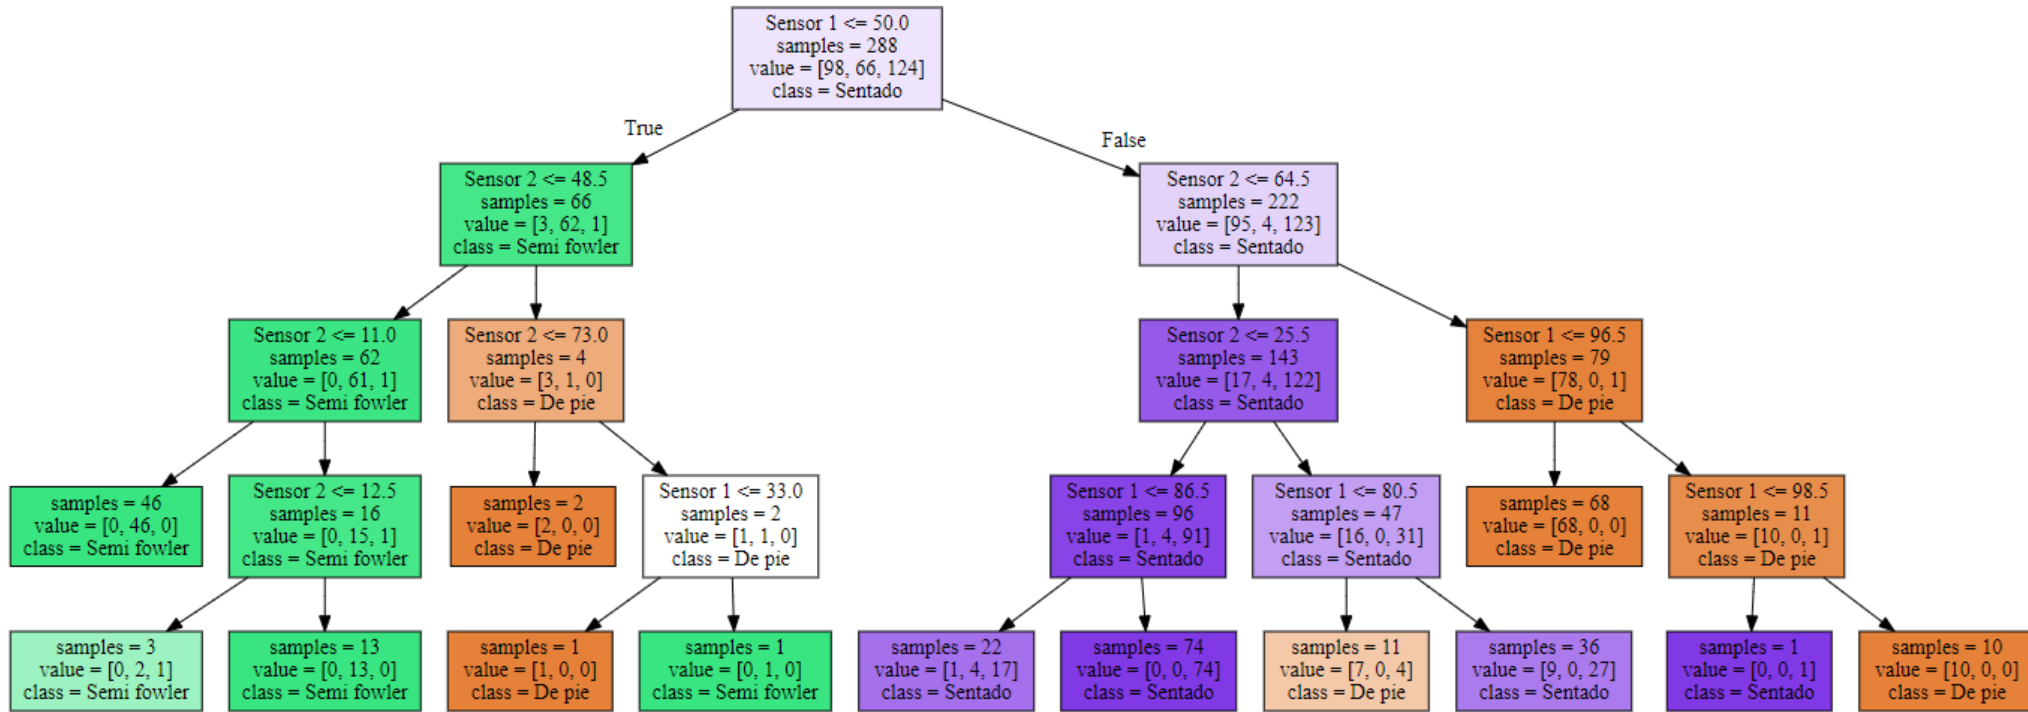 Sensor 1 <= 50.0
samples = 288
value = [98, 66, 124]
class = Sentado
True
False
Sensor 2 <= 48.5
samples = 66
value = [3, 62, 1]
class = Semi fowler
Sensor 2 <= 64.5
samples = 222
value = [95, 4, 123]
class = Sentado
Sensor 2 <= 11.0
samples = 62
value = [0, 61, 1]
class = Semi fowler
Sensor 2 <= 73.0
samples = 4
value = [3, 1, 0]
class = De pie
Sensor 2 <= 25.5
samples = 143
value = [17, 4, 122]
class = Sentado
Sensor 1 <= 96.5
samples = 79
value = [78, 0, 1]
class = De pie
samples = 46
value = [0, 46, 0]
class = Semi fowler
Sensor 2 <= 12.5
samples = 16
value = [0, 15, 1]
class = Semi fowler
samples = 2
value = [2, 0, 0]
class = De pie
Sensor 1 <= 33.0
samples = 2
value = [1, 1, 0]
class = De pie
Sensor 1 <= 86.5
samples = 96
value = [1, 4, 91]
class = Sentado
Sensor 1 <= 80.5
samples = 47
value = [16, 0, 31]
class = Sentado
samples = 68
value = [68, 0, 0]
class = De pie
Sensor 1 <= 98.5
samples = 11
value = [10, 0, 1]
class = De pie
samples = 3
value = [0, 2, 1]
class = Semi fowler
samples = 13
value = [0, 13, 0]
class = Semi fowler
samples = 1
value = [1, 0, 0]
class = De pie
samples = 1
value = [0, 1, 0]
class = Semi fowler
samples = 22
value = [1, 4, 17]
class = Sentado
samples = 74
value = [0, 0, 74]
class = Sentado
samples = 11
value = [7, 0, 4]
class = De pie
samples = 36
value = [9, 0, 27]
class = Sentado
samples = 1
value = [0, 0, 1]
class = Sentado
samples = 10
value = [10, 0, 0]
class = De pie